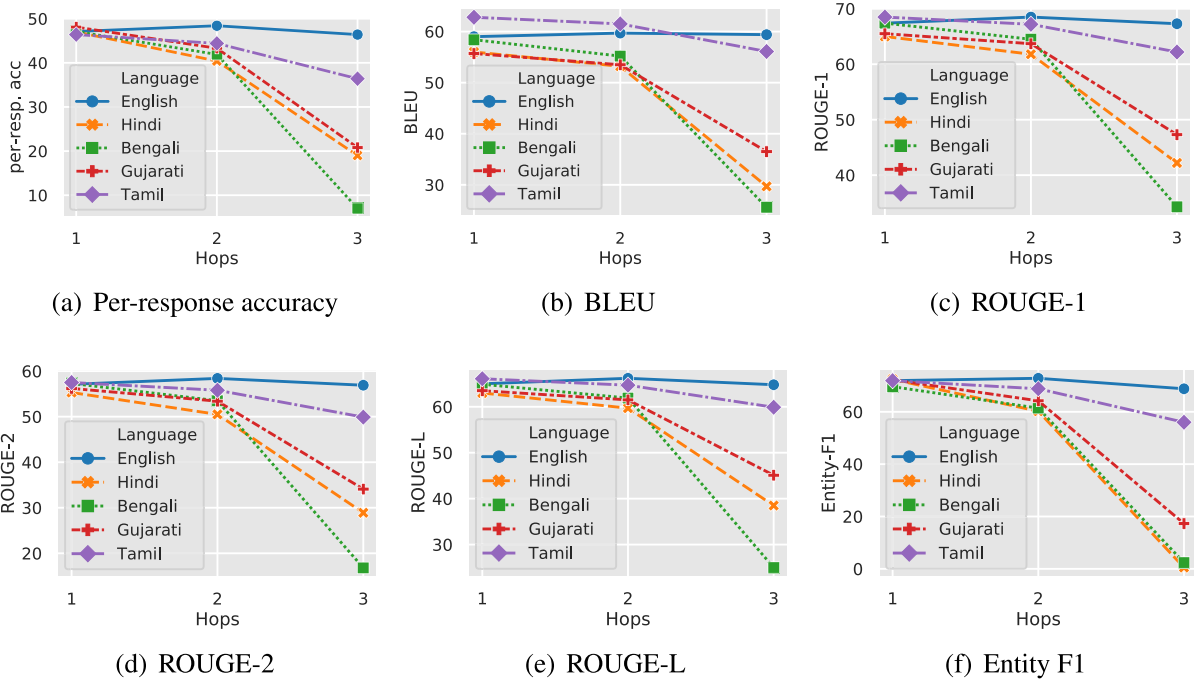 50
40
30
20
10
per-resp. acc
Language
English
Hindi
Bengali
Gujarati
Tamil
1 2 3
Hops
(a) Per-response accuracy
60
50
40
30
BLEU
Language
English
Hindi
Bengali
Gujarati
Tamil
1 2 3
Hops
(b) BLEU
70
60
50
40
ROUGE-1
Language
English
Hindi
Bengali
Gujarati
Tamil
1 2 3
Hops
(c) ROUGE-1
60
50
40
30
20
ROUGE-2
Language
English
Hindi
Bengali
Gujarati
Tamil
1 2 3
Hops
(d) ROUGE-2
60
50
40
30
ROUGE-L
Language
English
Hindi
Bengali
Gujarati
Tamil
1 2 3
Hops
(e) ROUGE-L
60
40
20
0
Entity-F1
Language
English
Hindi
Bengali
Gujarati
Tamil
1 2 3
Hops
(f) Entity F1